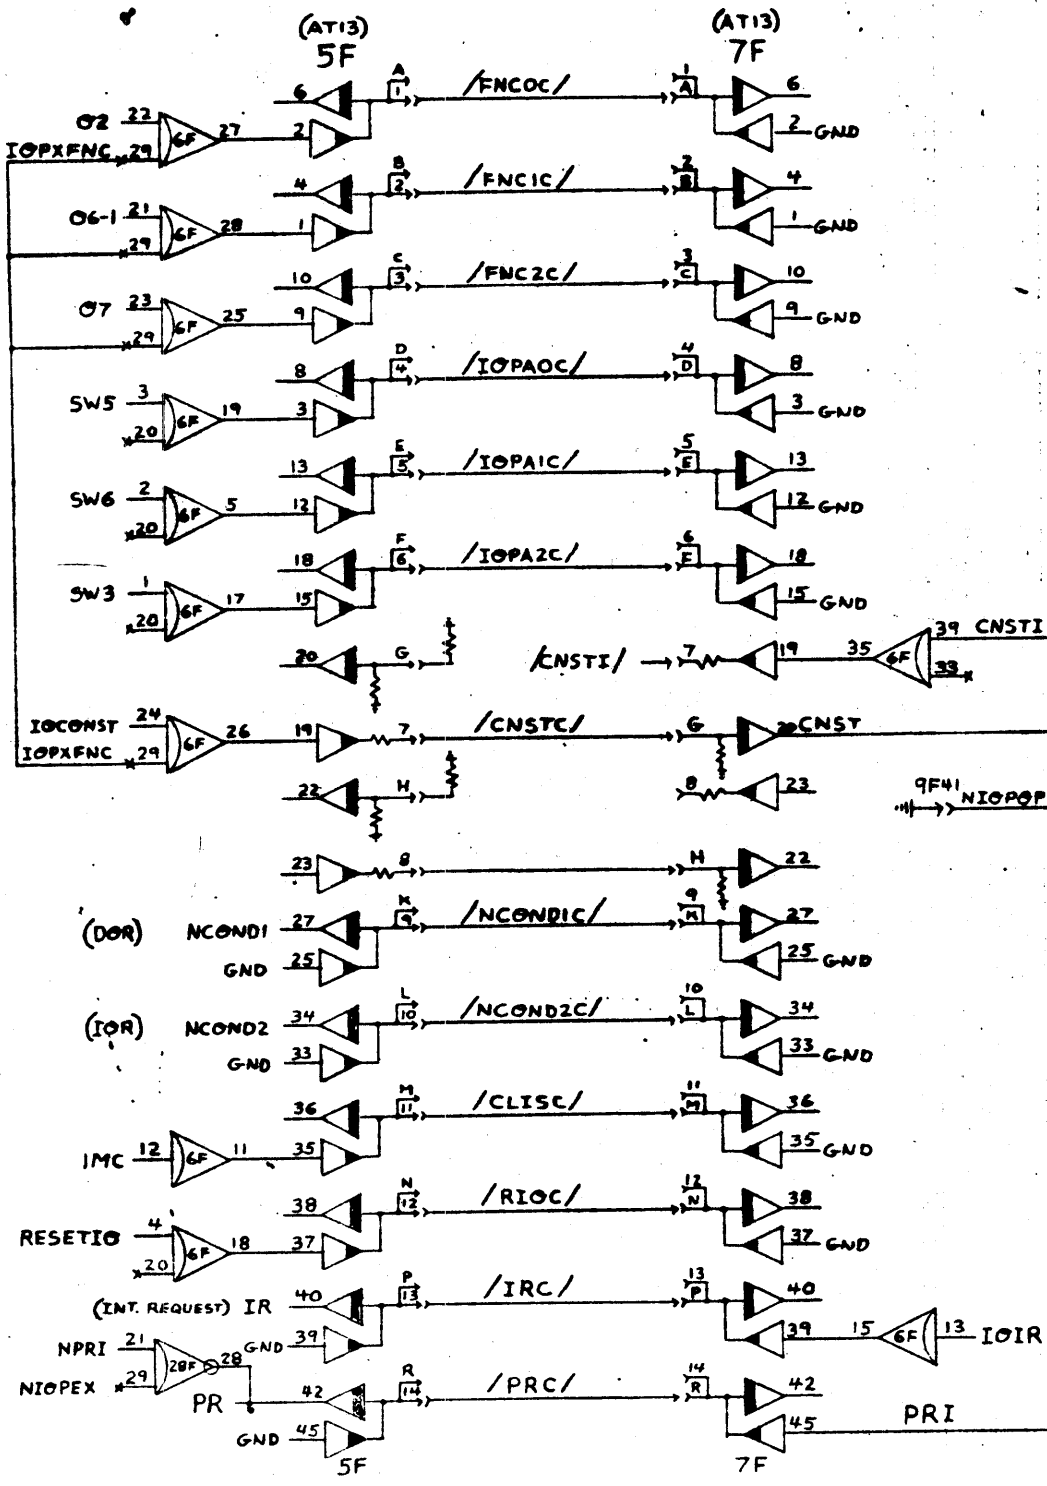 (AT13) (AT13)
5F 7F
6 A 1 /FNC0C/ 1 A 6
O2 22 6F 27 2 2 GND
IOPXFNC 29
4 B 2 /FNC1C/ 2 B 4
O6-1 21 6F 28 1 1 GND
29
10 C 3 /FNC2C/ 3 C 10
O7 23 6F 25 9 9 GND
29
8 D 4 /IOPA0C/ 4 D 8
SW5 3 6F 19 3 3 GND
20
13 E 5 /IOPA1C/ 5 E 13
SW6 2 6F 5 12 12 GND
20
18 F 6 /IOPA2C/ 6 F 18
SW3 1 6F 17 15 15 GND
20
39 CNSTI
20 G /CNSTI/ 7 19 35 6F
33
IOCONST 24 6F 26 19 7 /CNSTC/ G 20 CNST
IOPXFNC 29
22 H 8 23 9F41 NIOPOP
23 8 H 22
(DOR) NCOND1 27 K 9 /NCOND1C/ 9 K 27
GND 25 25 GND
(IOR) NCOND2 34 L 10 /NCOND2C/ 10 L 34
GND 33 33 GND
36 M 11 /CLISC/ 11 M 36
IMC 12 6F 11 35 35 GND
38 N 12 /RIOC/ 12 N 38
RESETIO 4 6F 18 37 37 GND
20
(INT. REQUEST) IR 40 P 13 /IRC/ 13 P 40
GND 39 39 15 6F 13 IOIR
NPRI 21 28F 28
NIOPEX 29
PR 42 R 14 /PRC/ 14 R 42
GND 45 45 PRI
5F 7F